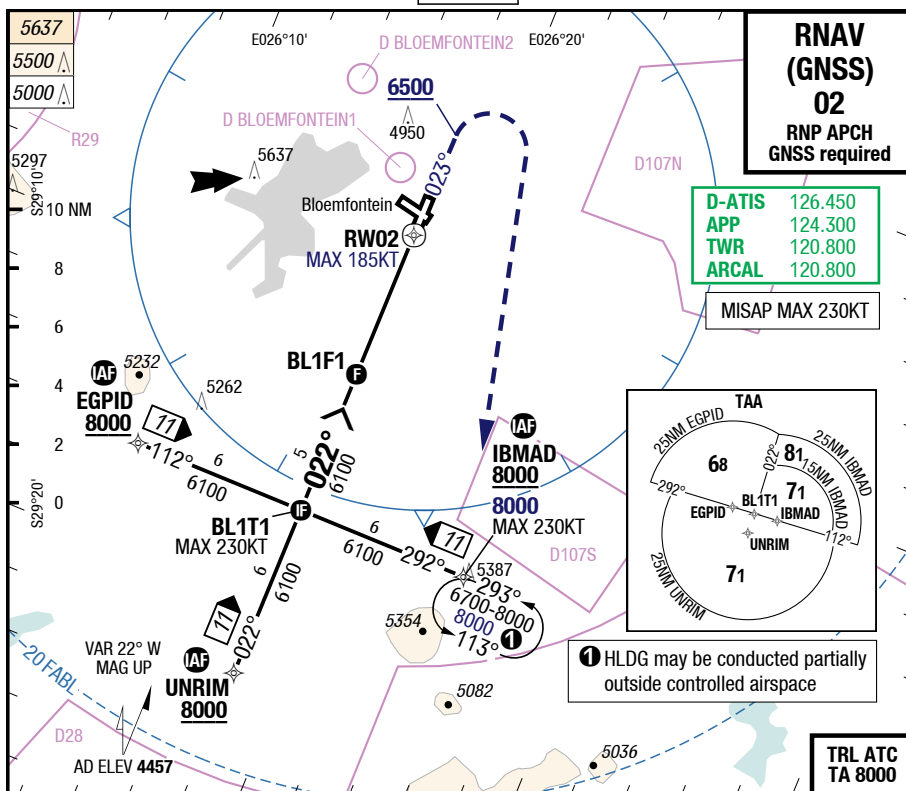 5637
5500
5000
R29
5297
S29°10'
10 NM
8
6
4
2
0
S29°20'
E026°10'
E026°20'
D BLOEMFONTEIN2
D BLOEMFONTEIN1
6500
4950
023°
5637
Bloemfontein
RW02
MAX 185KT
RNAV
(GNSS)
02
RNP APCH
GNSS required
D107N
D-ATIS 126.450
APP 124.300
TWR 120.800
ARCAL 120.800
MISAP MAX 230KT
BL1F1
F
IAF
5232
EGPID
8000
5262
11
112°
6
6100
5
022°
6100
IF
BL1T1
MAX 230KT
IAF
IBMAD
8000
8000
MAX 230KT
11
6
6100
292°
D107S
5387
293°
6700-8000
8000
113°
1
5354
6
6100
11
022°
IAF
UNRIM
8000
VAR 22° W
MAG UP
20 FABL
D28
AD ELEV 4457
5082
5036
TAA
25NM EGPID
25NM IBMAD
15NM IBMAD
25NM UNRIM
68
81
71
71
022°
292°
112°
EGPID
BL1T1
IBMAD
UNRIM
1 HLDG may be conducted partially
outside controlled airspace
TRL ATC
TA 8000